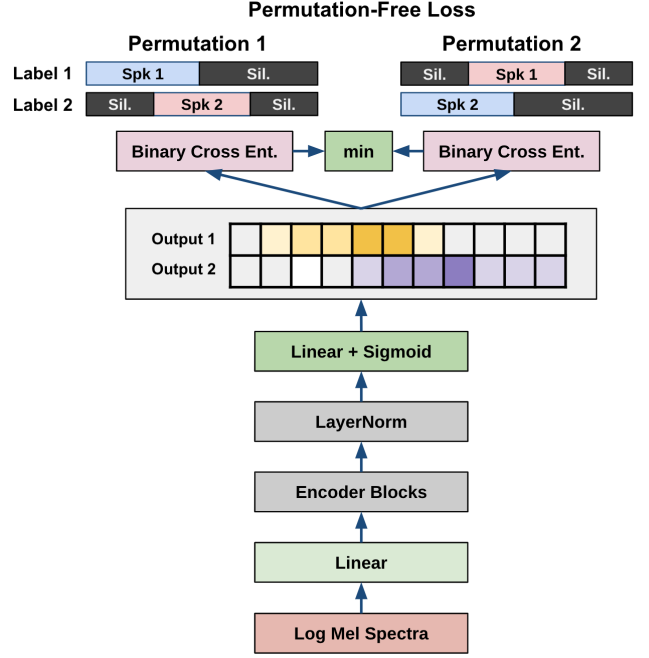 Permutation-Free Loss
Permutation 1 Permutation 2
Label 1 Spk 1 Sil. Sil. Spk 1 Sil.
Label 2 Sil. Spk 2 Sil. Spk 2 Sil.
Binary Cross Ent. min Binary Cross Ent.
Output 1
Output 2
Linear + Sigmoid
LayerNorm
Encoder Blocks
Linear
Log Mel Spectra